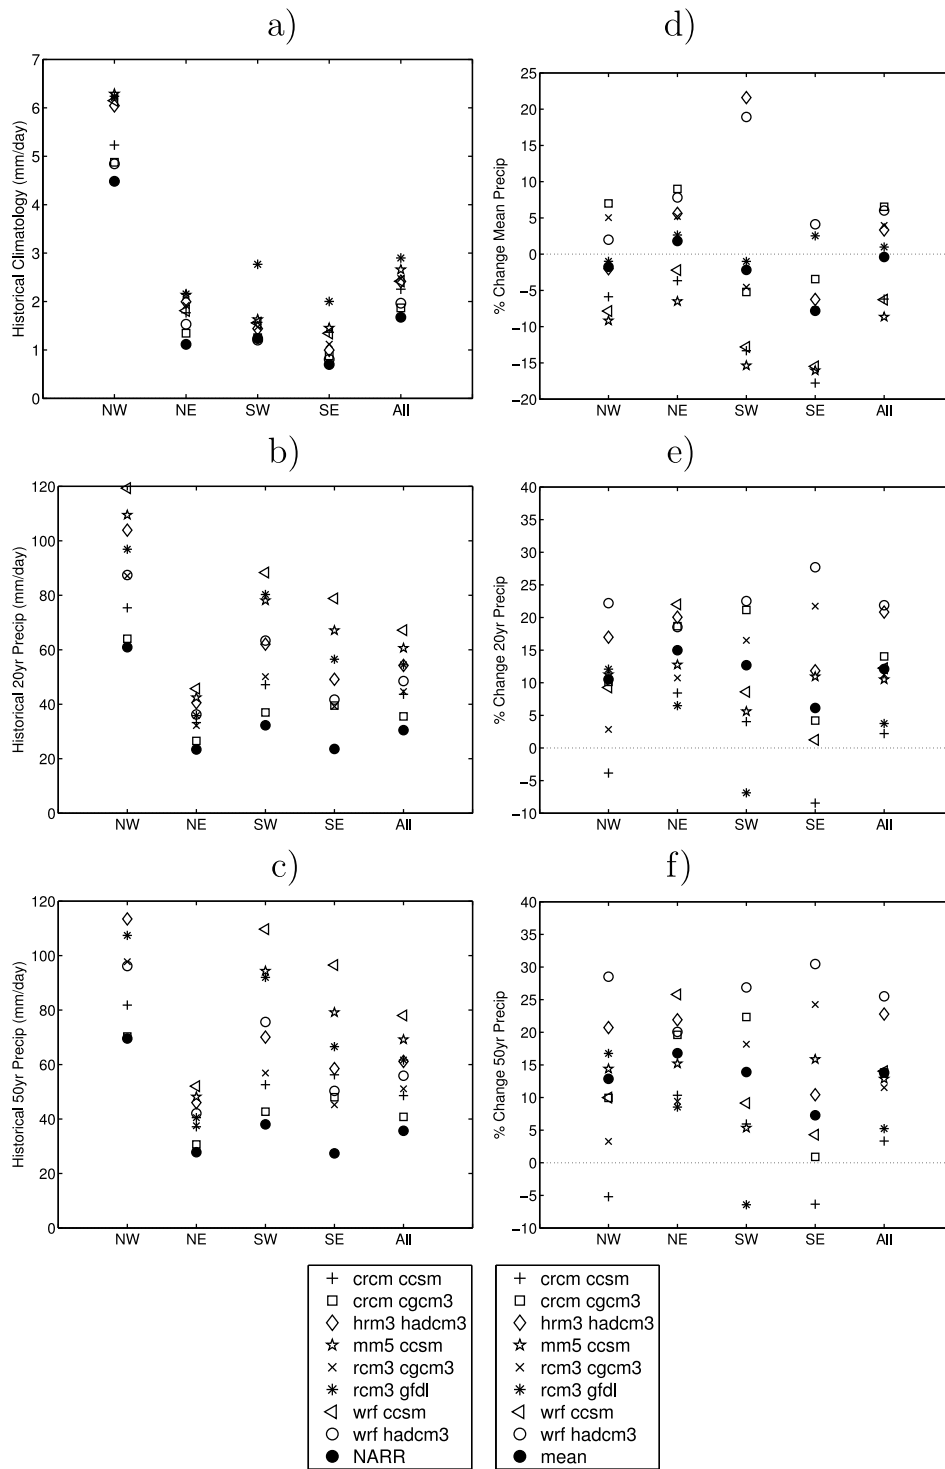 a)
Historical Climatology (mm/day)
7
6
5
4
3
2
1
0
NW NE SW SE All
d)
% Change Mean Precip
25
20
15
10
5
0
−5
−10
−15
−20
NW NE SW SE All
b)
Historical 20yr Precip (mm/day)
120
100
80
60
40
20
0
NW NE SW SE All
e)
% Change 20yr Precip
40
35
30
25
20
15
10
5
0
−5
−10
NW NE SW SE All
c)
Historical 50yr Precip (mm/day)
120
100
80
60
40
20
0
NW NE SW SE All
f)
% Change 50yr Precip
40
35
30
25
20
15
10
5
0
−5
−10
NW NE SW SE All
crcm ccsm
crcm cgcm3
hrm3 hadcm3
mm5 ccsm
rcm3 cgcm3
rcm3 gfdl
wrf ccsm
wrf hadcm3
NARR
crcm ccsm
crcm cgcm3
hrm3 hadcm3
mm5 ccsm
rcm3 cgcm3
rcm3 gfdl
wrf ccsm
wrf hadcm3
mean